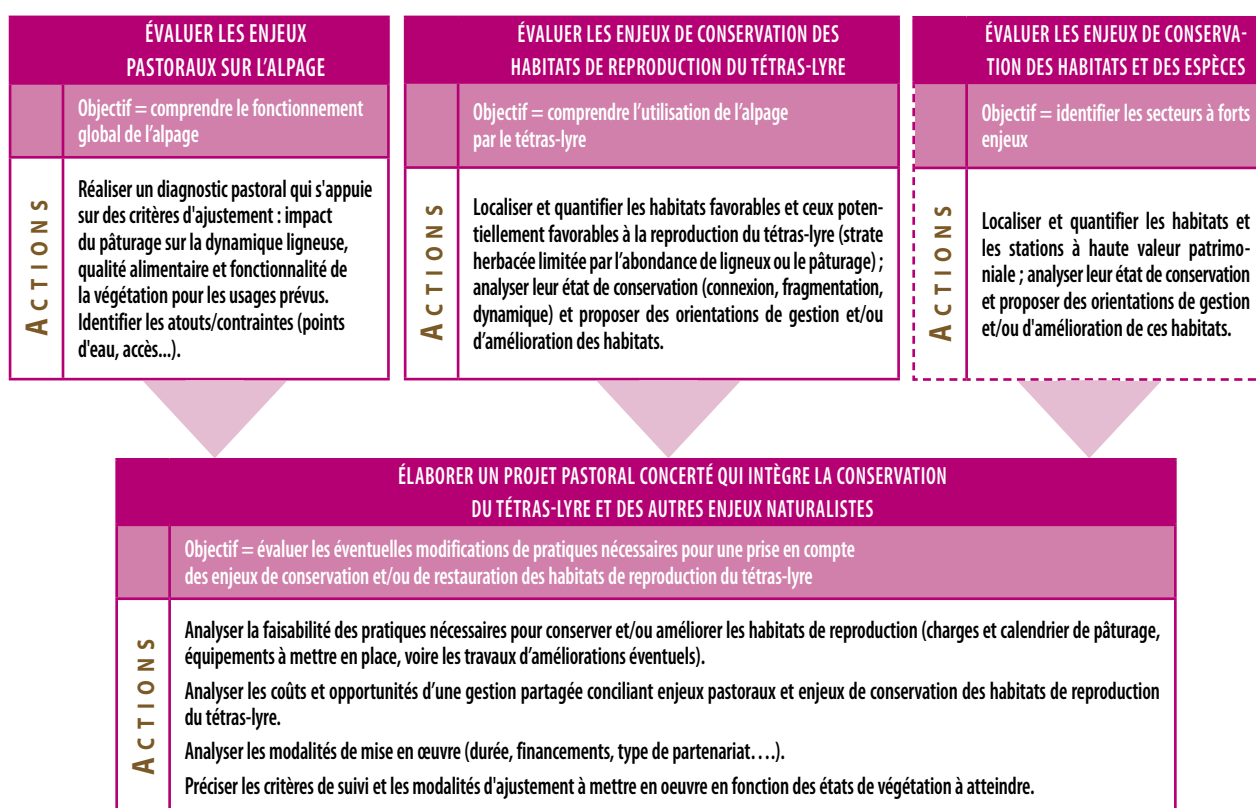 ÉVALUER LES ENJEUX
PASTORAUX SUR L'ALPAGE
Objectif = comprendre le fonctionnement
global de l'alpage
ACTIONS
Réaliser un diagnostic pastoral qui s'appuie
sur des critères d'ajustement : impact
du pâturage sur la dynamique ligneuse,
qualité alimentaire et fonctionnalité de
la végétation pour les usages prévus.
Identifier les atouts/contraintes (points
d'eau, accès...).
ÉVALUER LES ENJEUX DE CONSERVATION DES
HABITATS DE REPRODUCTION DU TÉTRAS-LYRE
Objectif = comprendre l'utilisation de l'alpage
par le tétras-lyre
ACTIONS
Localiser et quantifier les habitats favorables et ceux poten-
tiellement favorables à la reproduction du tétras-lyre (strate
herbacée limitée par l'abondance de ligneux ou le pâturage) ;
analyser leur état de conservation (connexion, fragmentation,
dynamique) et proposer des orientations de gestion et/ou
d'amélioration des habitats.
ÉVALUER LES ENJEUX DE CONSERVA-
TION DES HABITATS ET DES ESPÈCES
Objectif = identifier les secteurs à forts
enjeux
ACTIONS
Localiser et quantifier les habitats et
les stations à haute valeur patrimo-
niale ; analyser leur état de conservation
et proposer des orientations de gestion
et/ou d'amélioration de ces habitats.
ÉLABORER UN PROJET PASTORAL CONCERTÉ QUI INTÈGRE LA CONSERVATION
DU TÉTRAS-LYRE ET DES AUTRES ENJEUX NATURALISTES
Objectif = évaluer les éventuelles modifications de pratiques nécessaires pour une prise en compte
des enjeux de conservation et/ou de restauration des habitats de reproduction du tétras-lyre
ACTIONS
Analyser la faisabilité des pratiques nécessaires pour conserver et/ou améliorer les habitats de reproduction (charges et calendrier de pâturage,
équipements à mettre en place, voire les travaux d'améliorations éventuels).
Analyser les coûts et opportunités d'une gestion partagée conciliant enjeux pastoraux et enjeux de conservation des habitats de reproduction
du tétras-lyre.
Analyser les modalités de mise en œuvre (durée, financements, type de partenariat....).
Préciser les critères de suivi et les modalités d'ajustement à mettre en oeuvre en fonction des états de végétation à atteindre.